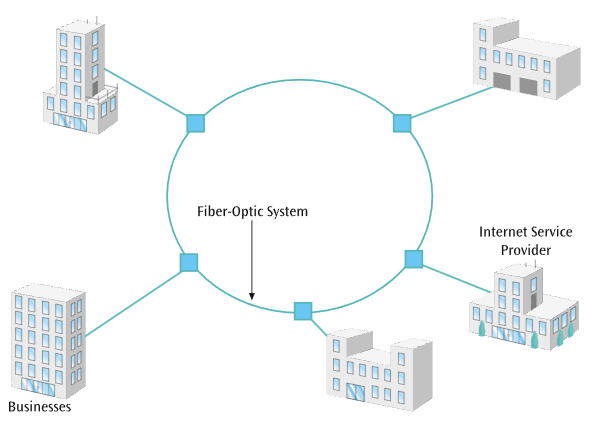 Fiber-Optic System
Internet Service
Provider
Businesses